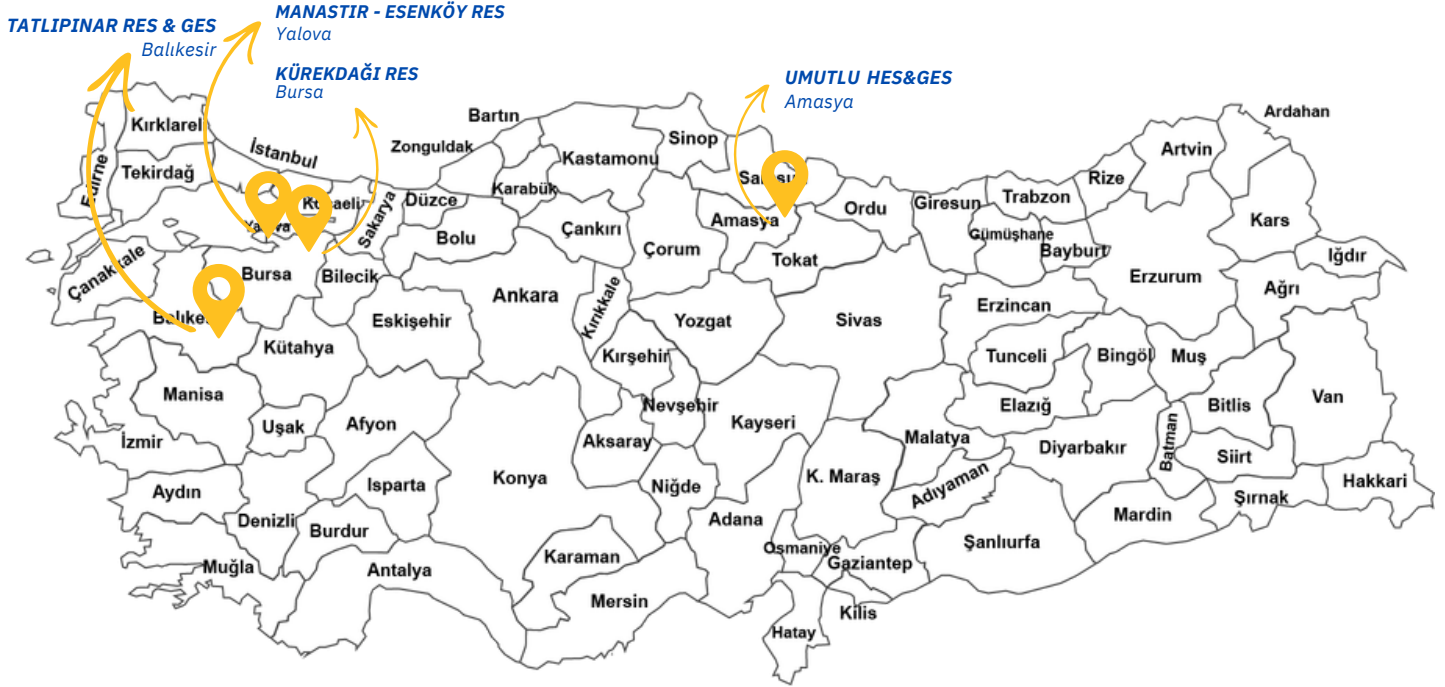 TATLIPINAR RES & GES
Balıkesir
MANASTIR - ESENKÖY RES
Yalova
KÜREKDAĞI RES
Bursa
UMUTLU HES&GES
Amasya
Kırklareli
Edirne
Tekirdağ
İstanbul
Kocaeli
Yalova
Sakarya
Düzce
Zonguldak
Bartın
Karabük
Kastamonu
Sinop
Samsun
Ordu
Giresun
Trabzon
Rize
Artvin
Ardahan
Kars
Iğdır
Ağrı
Erzurum
Bayburt
Gümüşhane
Tokat
Amasya
Çorum
Çankırı
Bolu
Bilecik
Bursa
Çanakkale
Balıkesir
Kütahya
Eskişehir
Ankara
Kırıkkale
Yozgat
Sivas
Erzincan
Tunceli
Bingöl
Muş
Van
Bitlis
Elazığ
Malatya
Kayseri
Nevşehir
Kırşehir
Aksaray
Konya
Afyon
Uşak
Manisa
İzmir
Aydın
Denizli
Isparta
Burdur
Muğla
Antalya
Karaman
Mersin
Niğde
Adana
K. Maraş
Osmaniye
Gaziantep
Kilis
Hatay
Adıyaman
Şanlıurfa
Diyarbakır
Mardin
Batman
Siirt
Şırnak
Hakkari